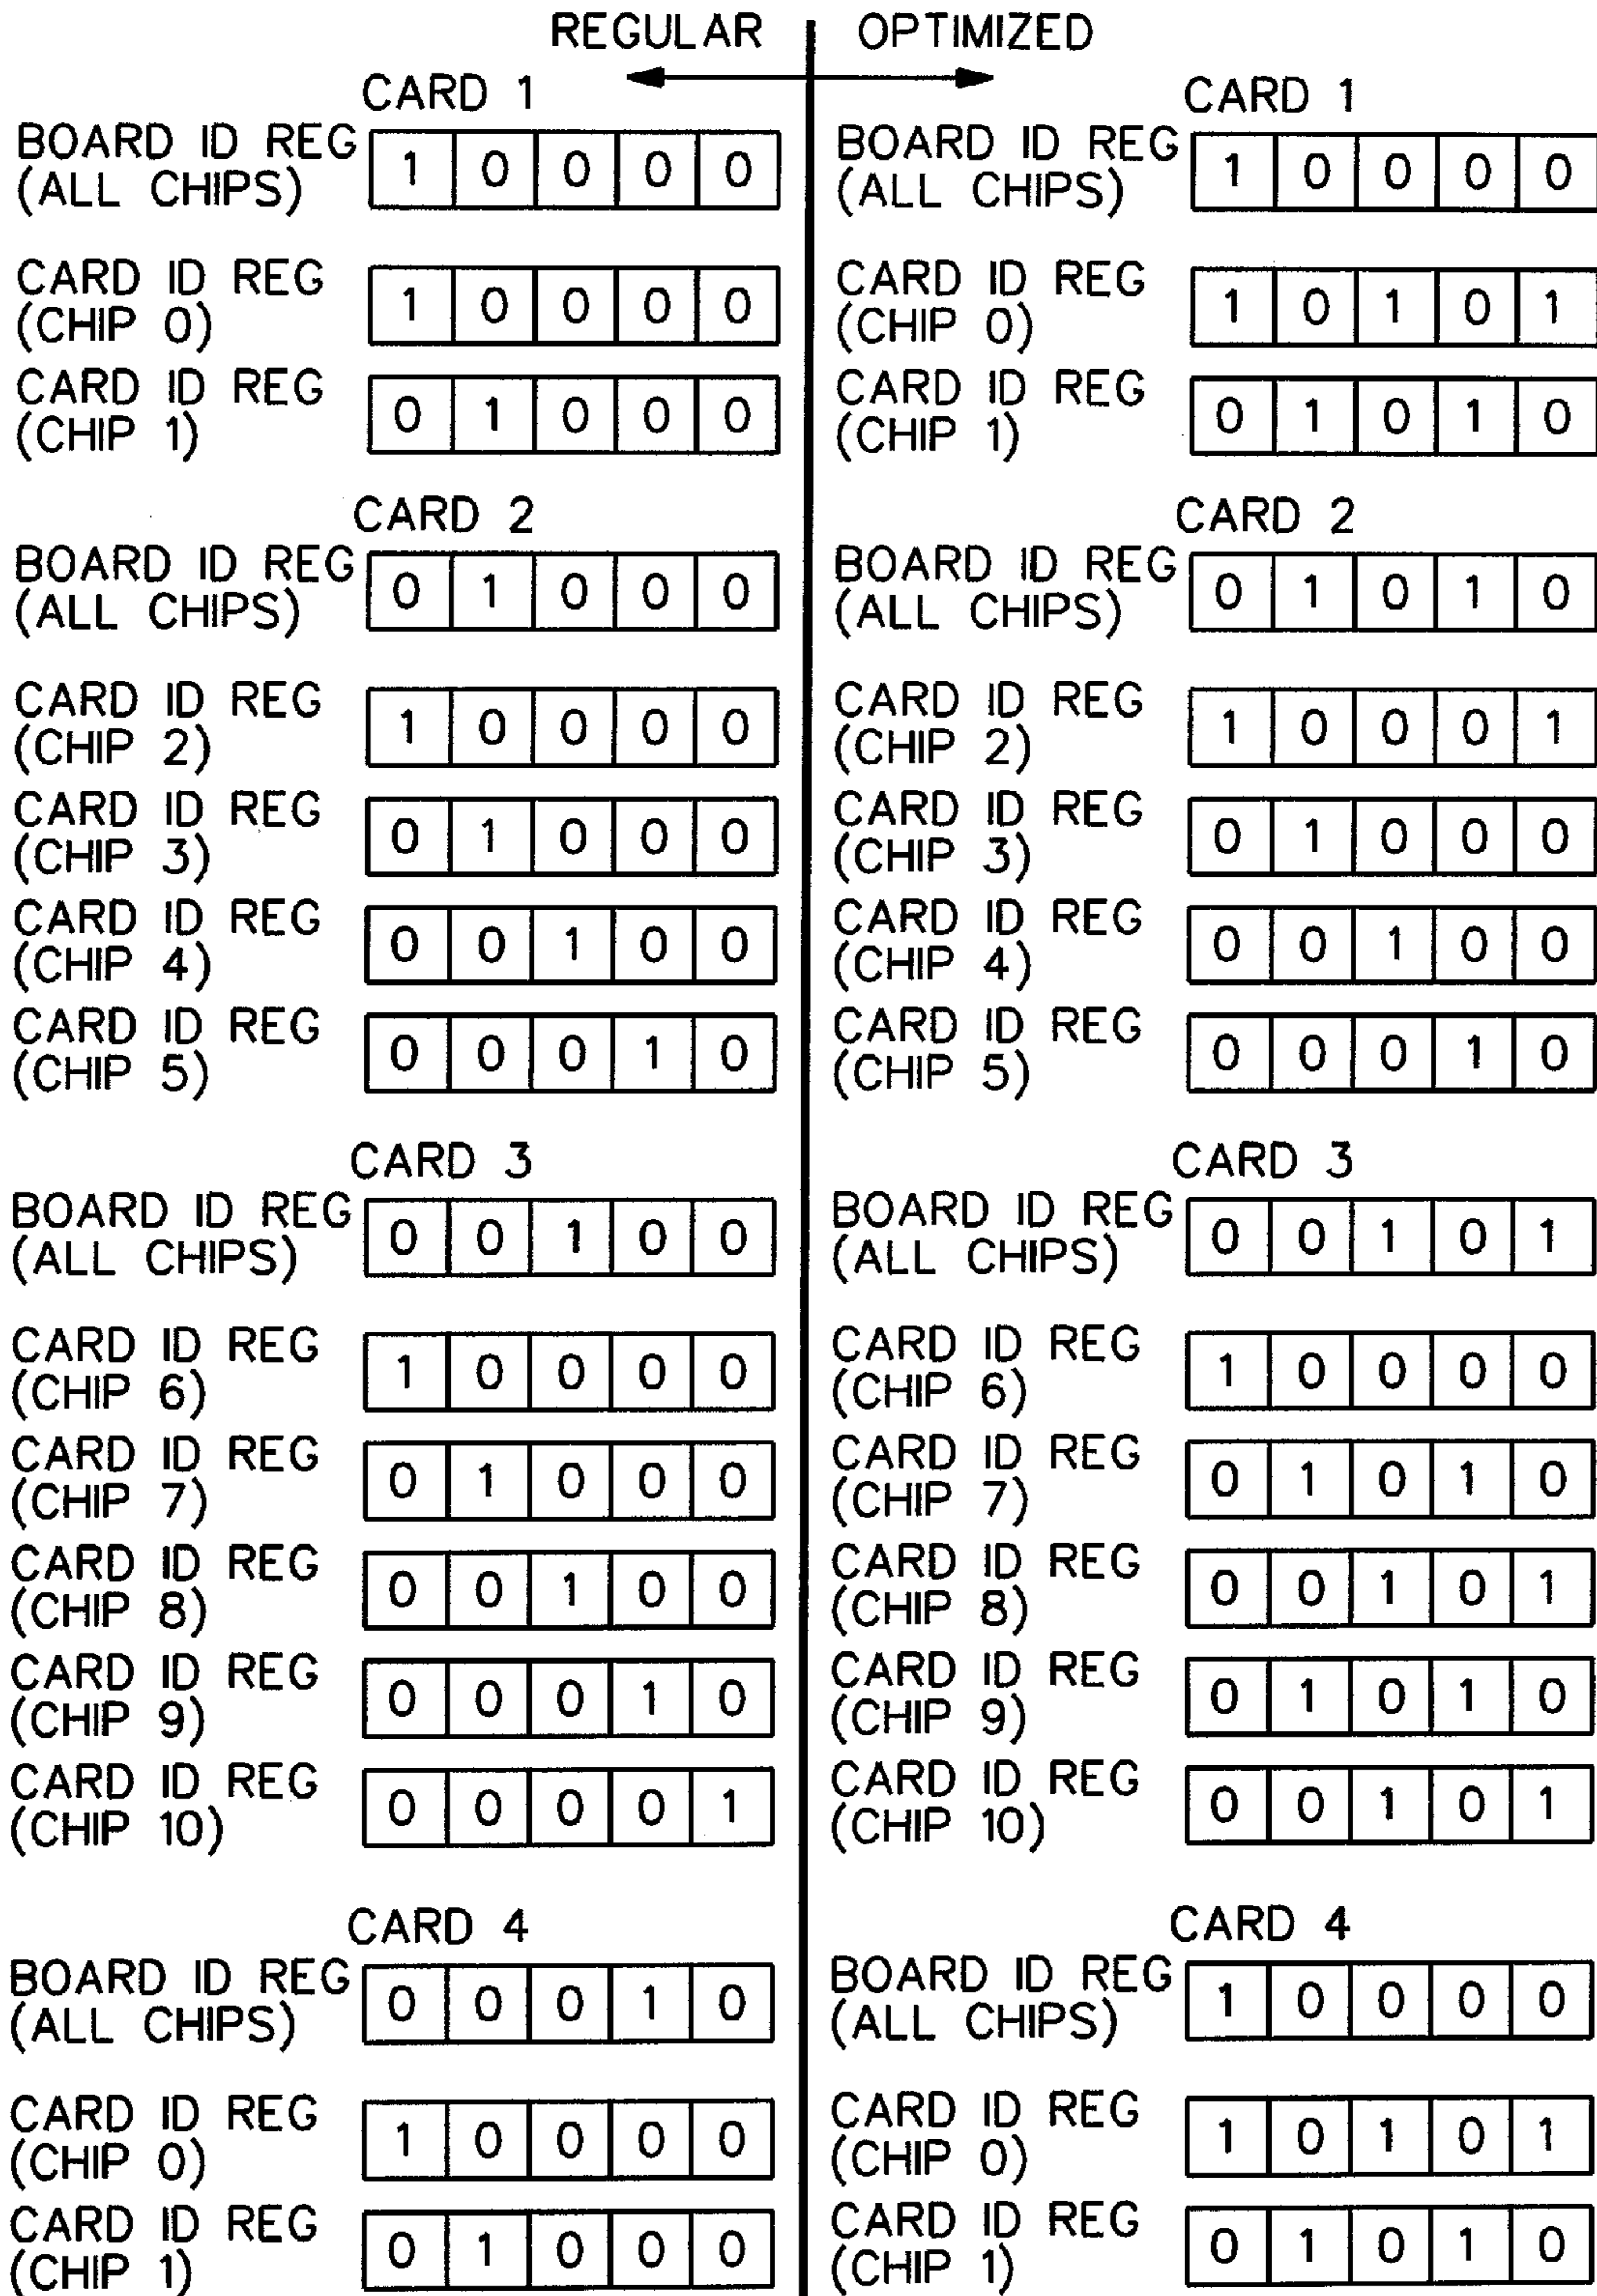 REGULAR OPTIMIZED
CARD 1 CARD 1
BOARD ID REG 1 0 0 0 0 BOARD ID REG 1 0 0 0 0
(ALL CHIPS) (ALL CHIPS)
CARD ID REG 1 0 0 0 0 CARD ID REG 1 0 1 0 1
(CHIP 0) (CHIP 0)
CARD ID REG 0 1 0 0 0 CARD ID REG 0 1 0 1 0
(CHIP 1) (CHIP 1)
CARD 2 CARD 2
BOARD ID REG 0 1 0 0 0 BOARD ID REG 0 1 0 1 0
(ALL CHIPS) (ALL CHIPS)
CARD ID REG 1 0 0 0 0 CARD ID REG 1 0 0 0 1
(CHIP 2) (CHIP 2)
CARD ID REG 0 1 0 0 0 CARD ID REG 0 1 0 0 0
(CHIP 3) (CHIP 3)
CARD ID REG 0 0 1 0 0 CARD ID REG 0 0 1 0 0
(CHIP 4) (CHIP 4)
CARD ID REG 0 0 0 1 0 CARD ID REG 0 0 0 1 0
(CHIP 5) (CHIP 5)
CARD 3 CARD 3
BOARD ID REG 0 0 1 0 0 BOARD ID REG 0 0 1 0 1
(ALL CHIPS) (ALL CHIPS)
CARD ID REG 1 0 0 0 0 CARD ID REG 1 0 0 0 0
(CHIP 6) (CHIP 6)
CARD ID REG 0 1 0 0 0 CARD ID REG 0 1 0 1 0
(CHIP 7) (CHIP 7)
CARD ID REG 0 0 1 0 0 CARD ID REG 0 0 1 0 1
(CHIP 8) (CHIP 8)
CARD ID REG 0 0 0 1 0 CARD ID REG 0 1 0 1 0
(CHIP 9) (CHIP 9)
CARD ID REG 0 0 0 0 1 CARD ID REG 0 0 1 0 1
(CHIP 10) (CHIP 10)
CARD 4 CARD 4
BOARD ID REG 0 0 0 1 0 BOARD ID REG 1 0 0 0 0
(ALL CHIPS) (ALL CHIPS)
CARD ID REG 1 0 0 0 0 CARD ID REG 1 0 1 0 1
(CHIP 0) (CHIP 0)
CARD ID REG 0 1 0 0 0 CARD ID REG 0 1 0 1 0
(CHIP 1) (CHIP 1)